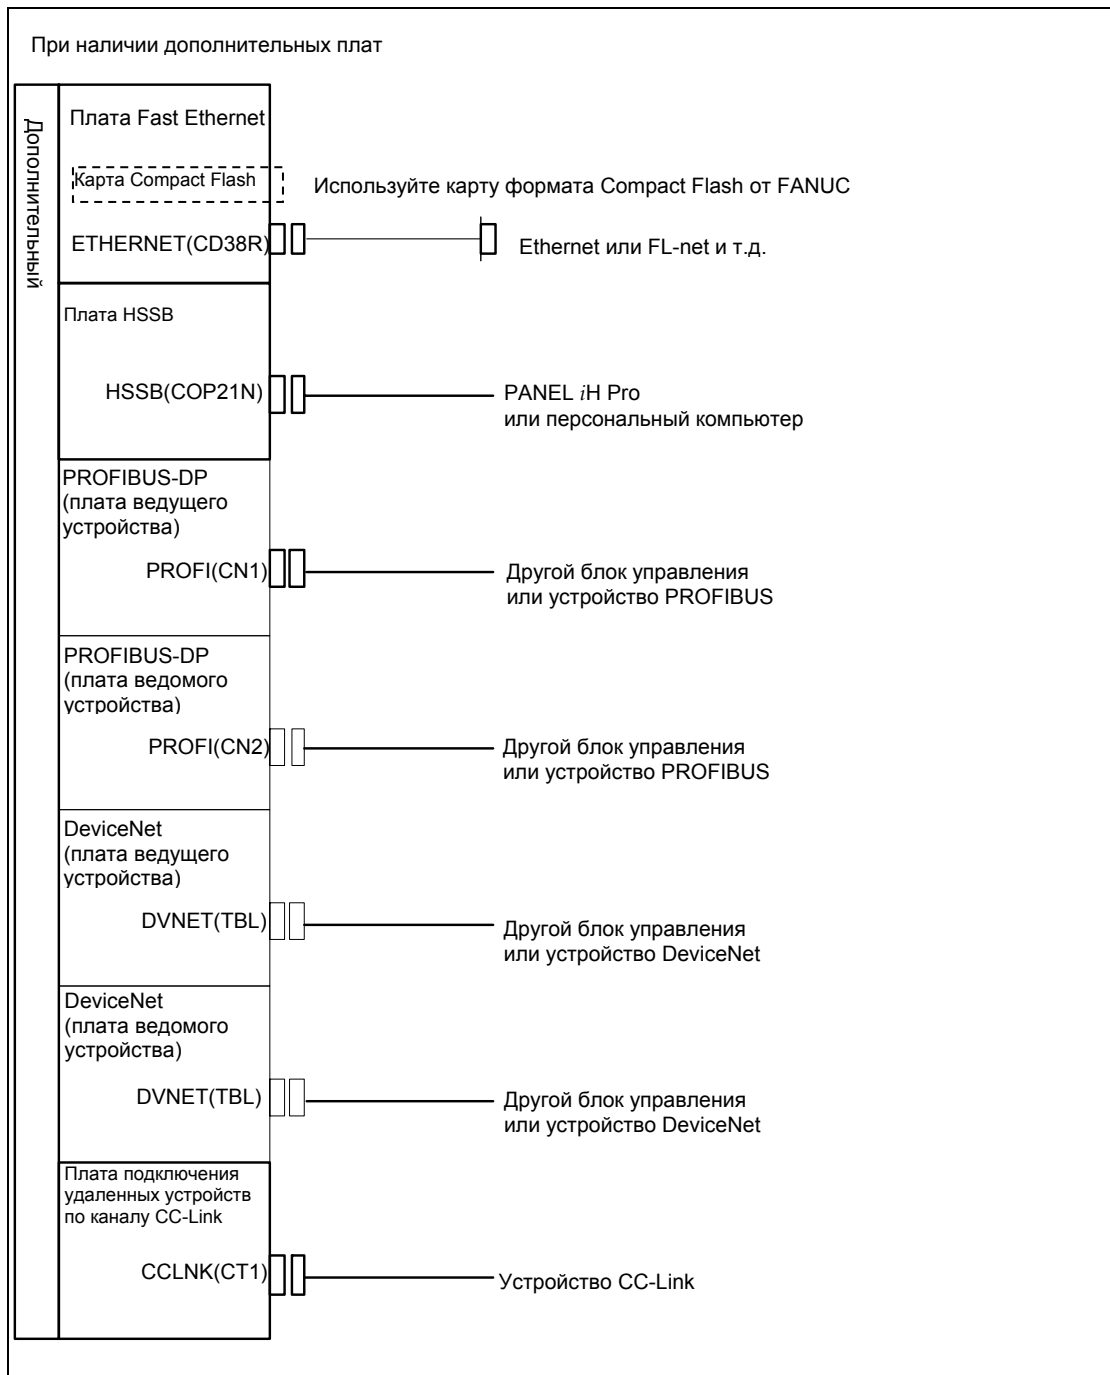 При наличии дополнительных плат
Дополнительный
Плата Fast Ethernet
Карта Compact Flash
Используйте карту формата Compact Flash от FANUC
ETHERNET(CD38R)
Ethernet или FL-net и т.д.
Плата HSSB
HSSB(COP21N)
PANEL iH Pro
или персональный компьютер
PROFIBUS-DP
(плата ведущего
устройства)
PROFI(CN1)
Другой блок управления
или устройство PROFIBUS
PROFIBUS-DP
(плата ведомого
устройства)
PROFI(CN2)
Другой блок управления
или устройство PROFIBUS
DeviceNet
(плата ведущего
устройства)
DVNET(TBL)
Другой блок управления
или устройство DeviceNet
DeviceNet
(плата ведомого
устройства)
DVNET(TBL)
Другой блок управления
или устройство DeviceNet
Плата подключения
удаленных устройств
по каналу CC-Link
CCLNK(CT1)
Устройство CC-Link